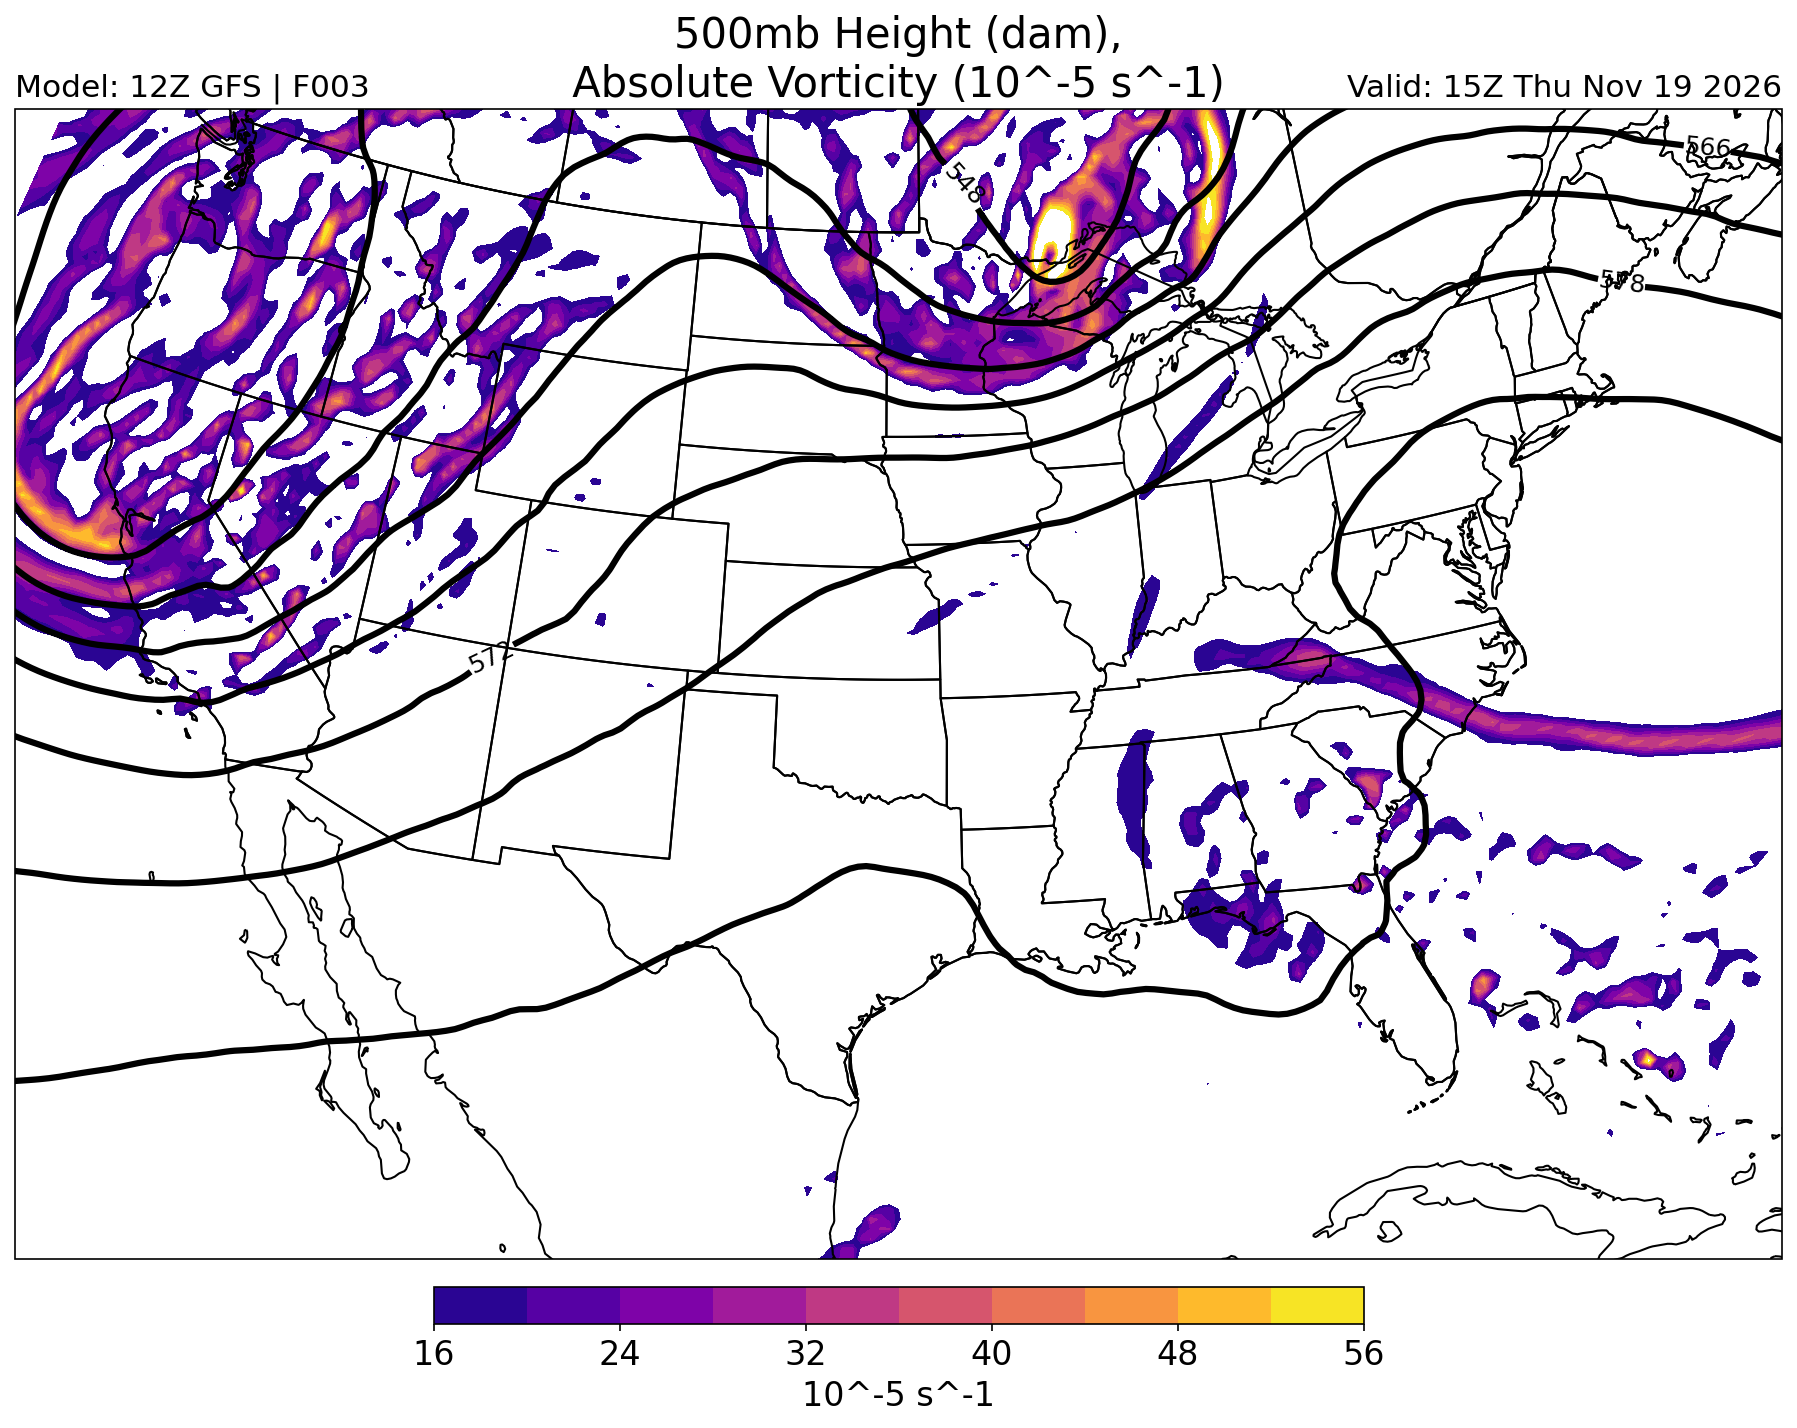 500mb Height (dam),
Absolute Vorticity (10^-5 s^-1)
Model: 12Z GFS | F003
Valid: 15Z Thu Nov 19 2026
566
548
578
572
16 24 32 40 48 56
10^-5 s^-1